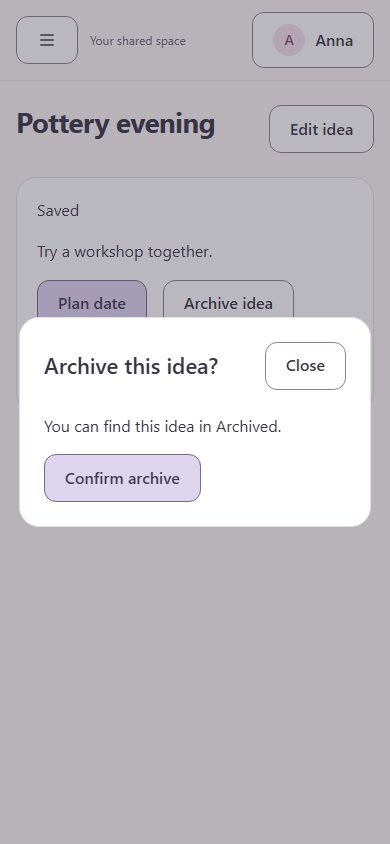 Your shared space
A Anna
Pottery evening
Edit idea
Saved
Try a workshop together.
Plan date
Archive idea
Archive this idea?
Close
You can find this idea in Archived.
Confirm archive